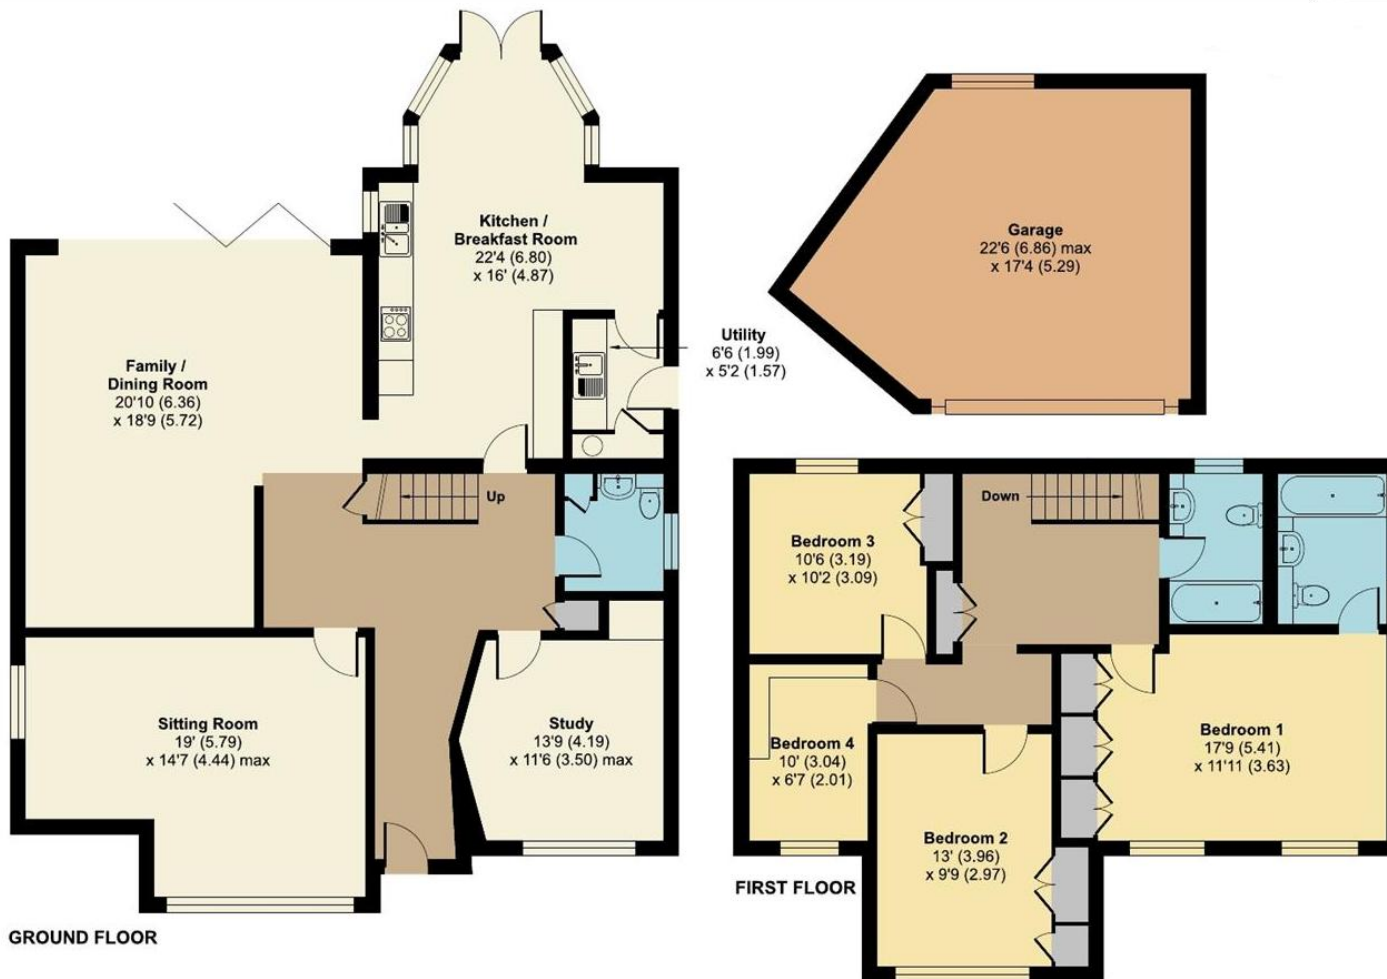 Kitchen /
Breakfast Room
22'4 (6.80)
x 16' (4.87)
Garage
22'6 (6.86) max
x 17'4 (5.29)
Utility
6'6 (1.99)
x 5'2 (1.57)
Family /
Dining Room
20'10 (6.36)
x 18'9 (5.72)
Up
Down
Bedroom 3
10'6 (3.19)
x 10'2 (3.09)
Sitting Room
19' (5.79)
x 14'7 (4.44) max
Study
13'9 (4.19)
x 11'6 (3.50) max
Bedroom 4
10' (3.04)
x 6'7 (2.01)
Bedroom 1
17'9 (5.41)
x 11'11 (3.63)
Bedroom 2
13' (3.96)
x 9'9 (2.97)
FIRST FLOOR
GROUND FLOOR